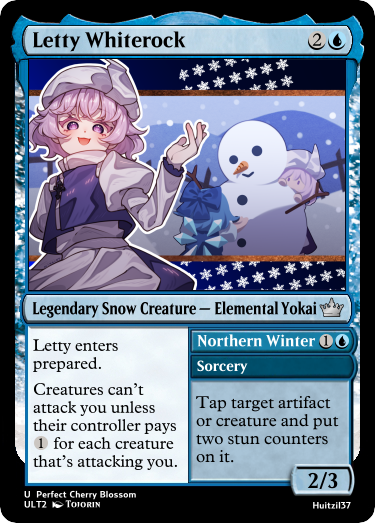 Letty Whiterock 2
Legendary Snow Creature — Elemental Yokai
Letty enters
prepared.
Creatures can't
attack you unless
their controller pays
1 for each creature
that's attacking you.
Northern Winter 1
Sorcery
Tap target artifact
or creature and put
two stun counters
on it.
2/3
U Perfect Cherry Blossom
ULT2 Toiorin
Huitzil37